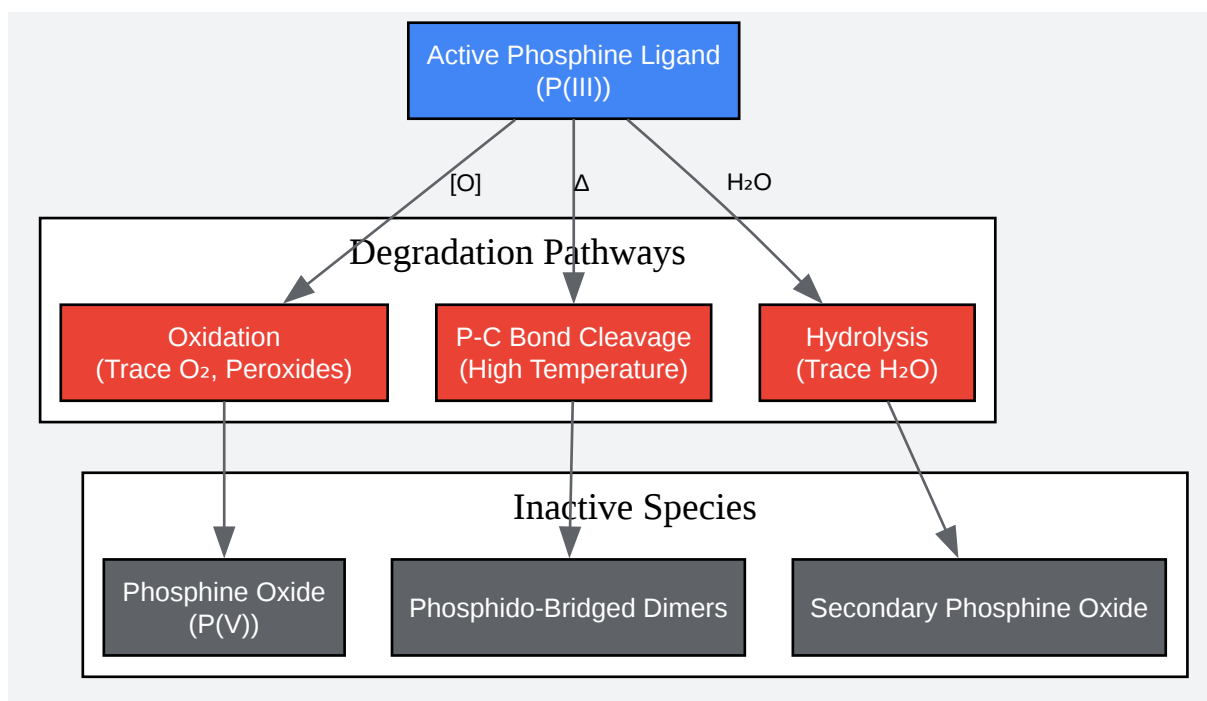 Active Phosphine Ligand
(P(III))
[O]
Δ
H₂O
Degradation Pathways
Oxidation
(Trace O₂, Peroxides)
P-C Bond Cleavage
(High Temperature)
Hydrolysis
(Trace H₂O)
Inactive Species
Phosphine Oxide
(P(V))
Phosphido-Bridged Dimers
Secondary Phosphine Oxide